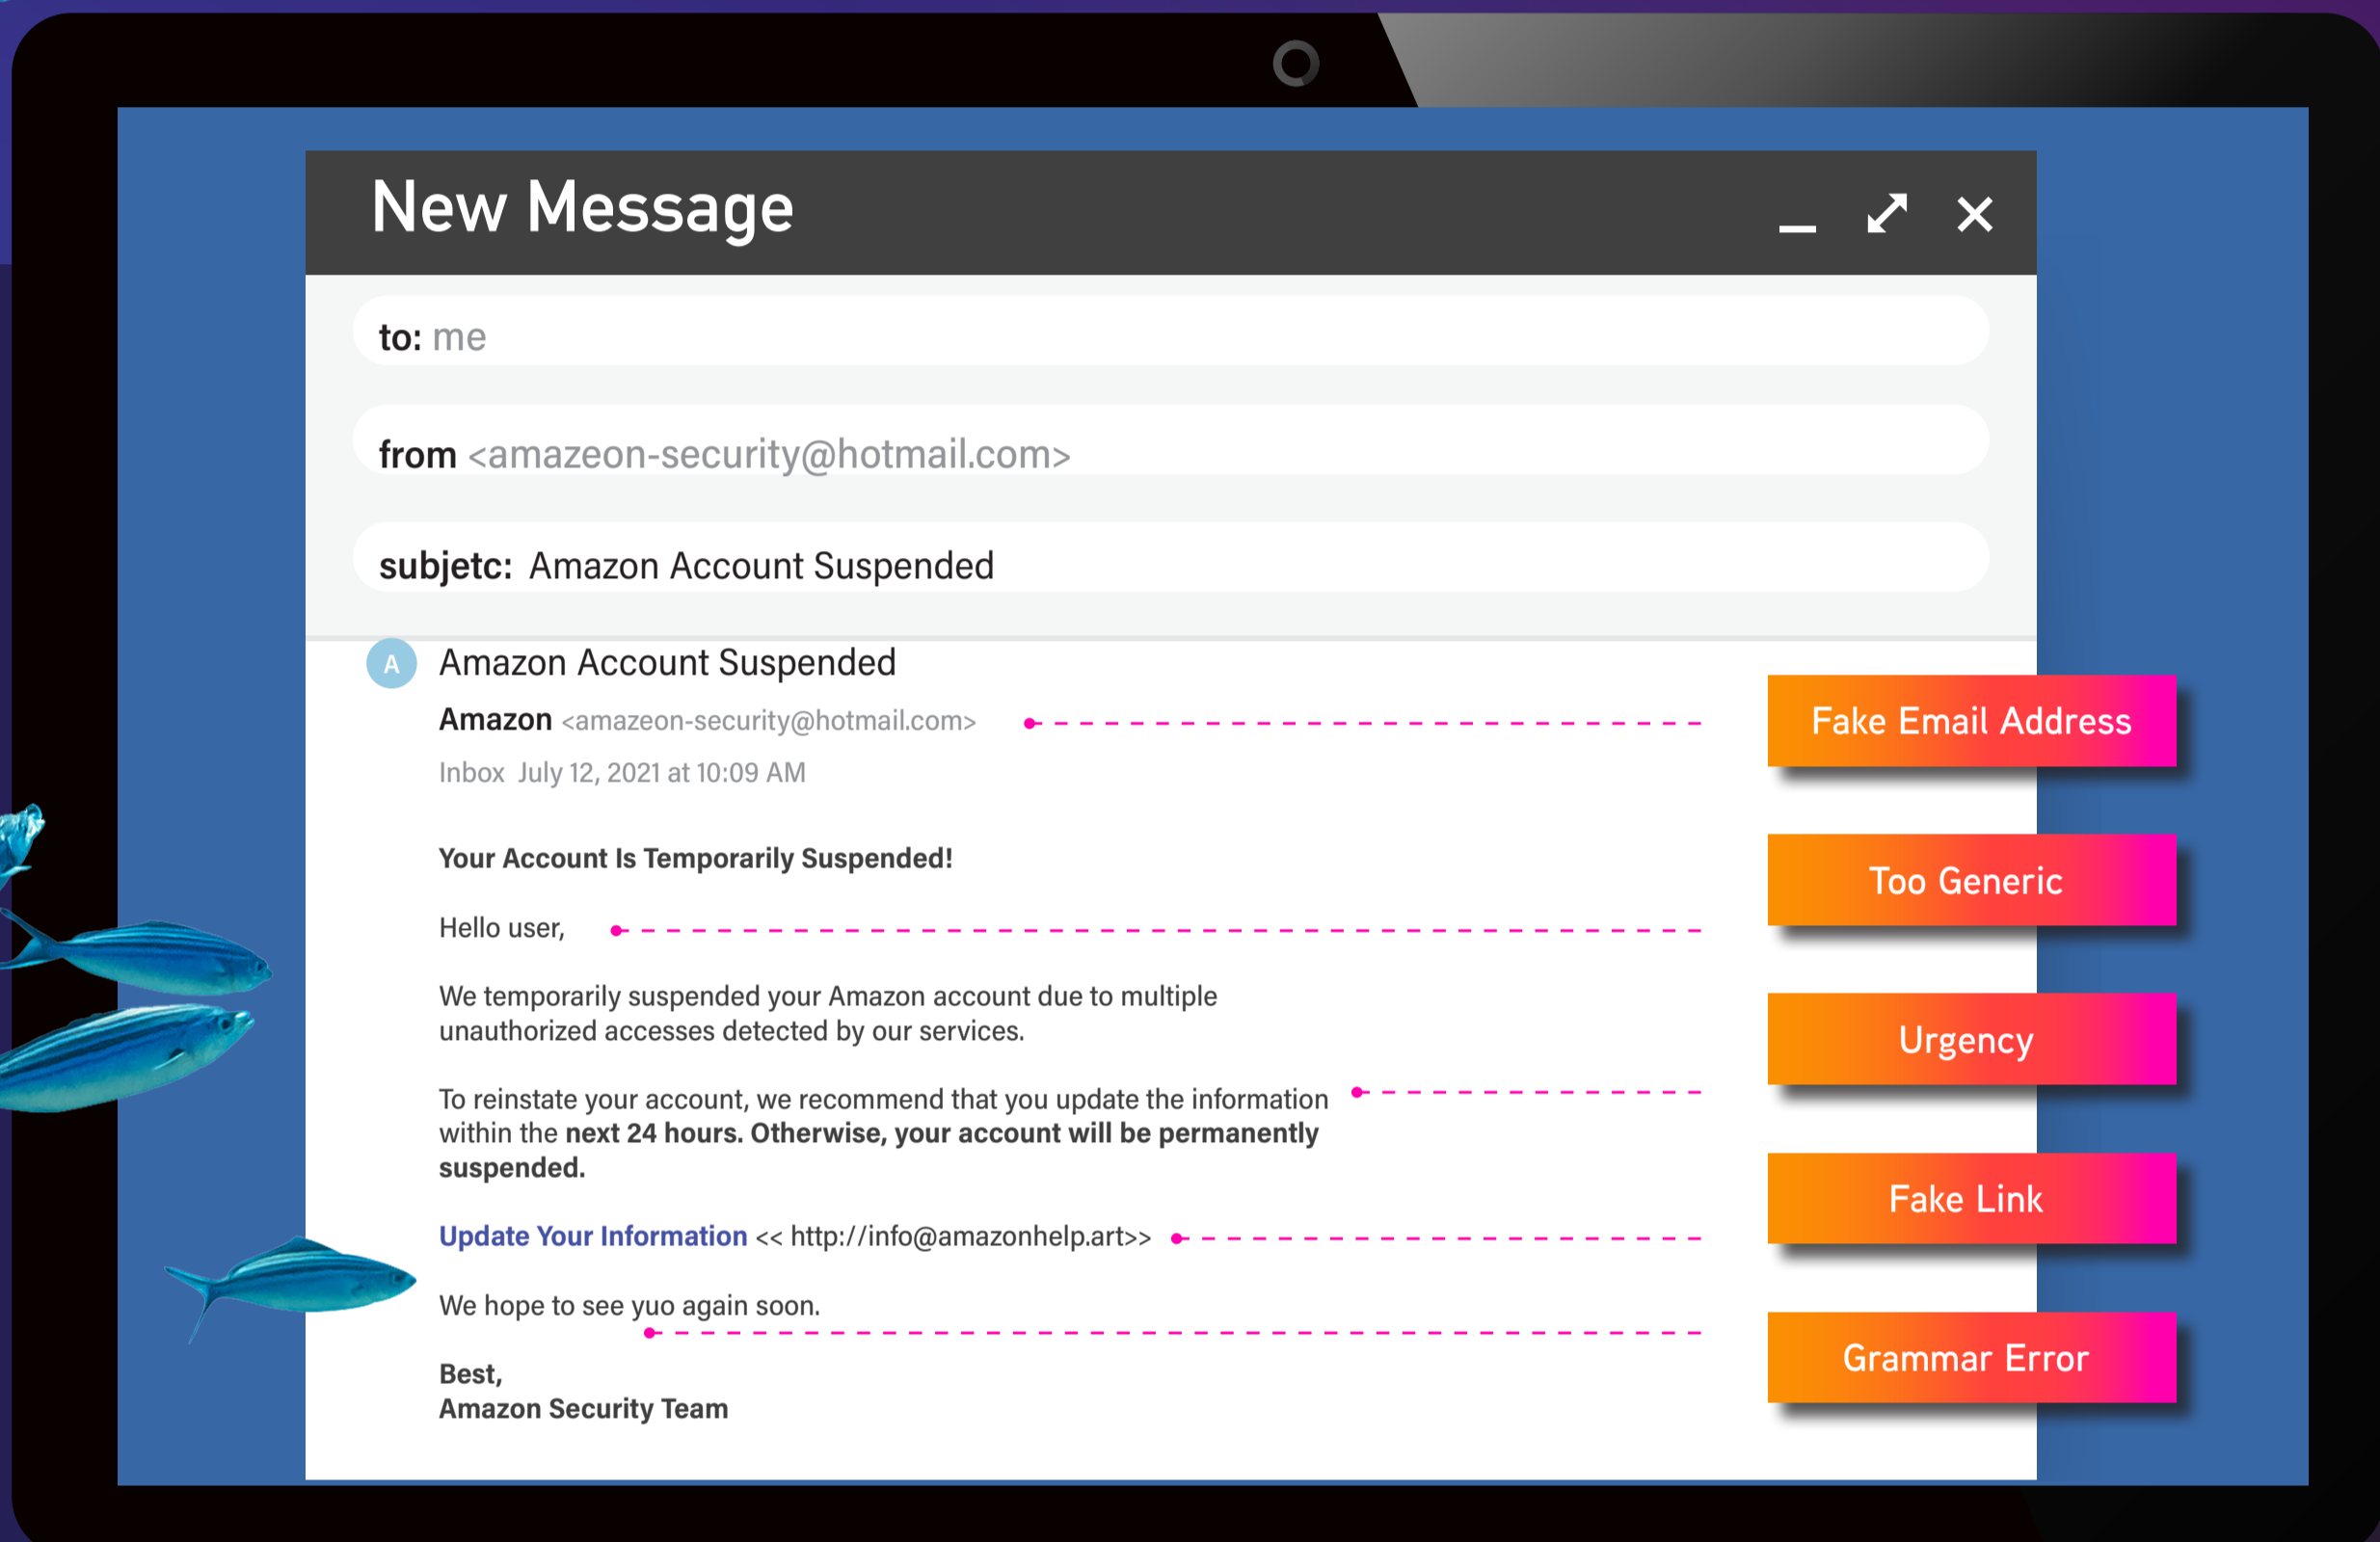 New Message
to: me
from <amazeon-security@hotmail.com>
subjetc: Amazon Account Suspended
A
Amazon Account Suspended
Amazon <amazeon-security@hotmail.com>
Fake Email Address
Inbox July 12, 2021 at 10:09 AM
Your Account Is Temporarily Suspended!
Hello user,
Too Generic
We temporarily suspended your Amazon account due to multiple
unauthorized accesses detected by our services.
To reinstate your account, we recommend that you update the information
within the next 24 hours. Otherwise, your account will be permanently
suspended.
Urgency
Update Your Information << http://info@amazonhelp.art>>
Fake Link
We hope to see yuo again soon.
Grammar Error
Best,
Amazon Security Team